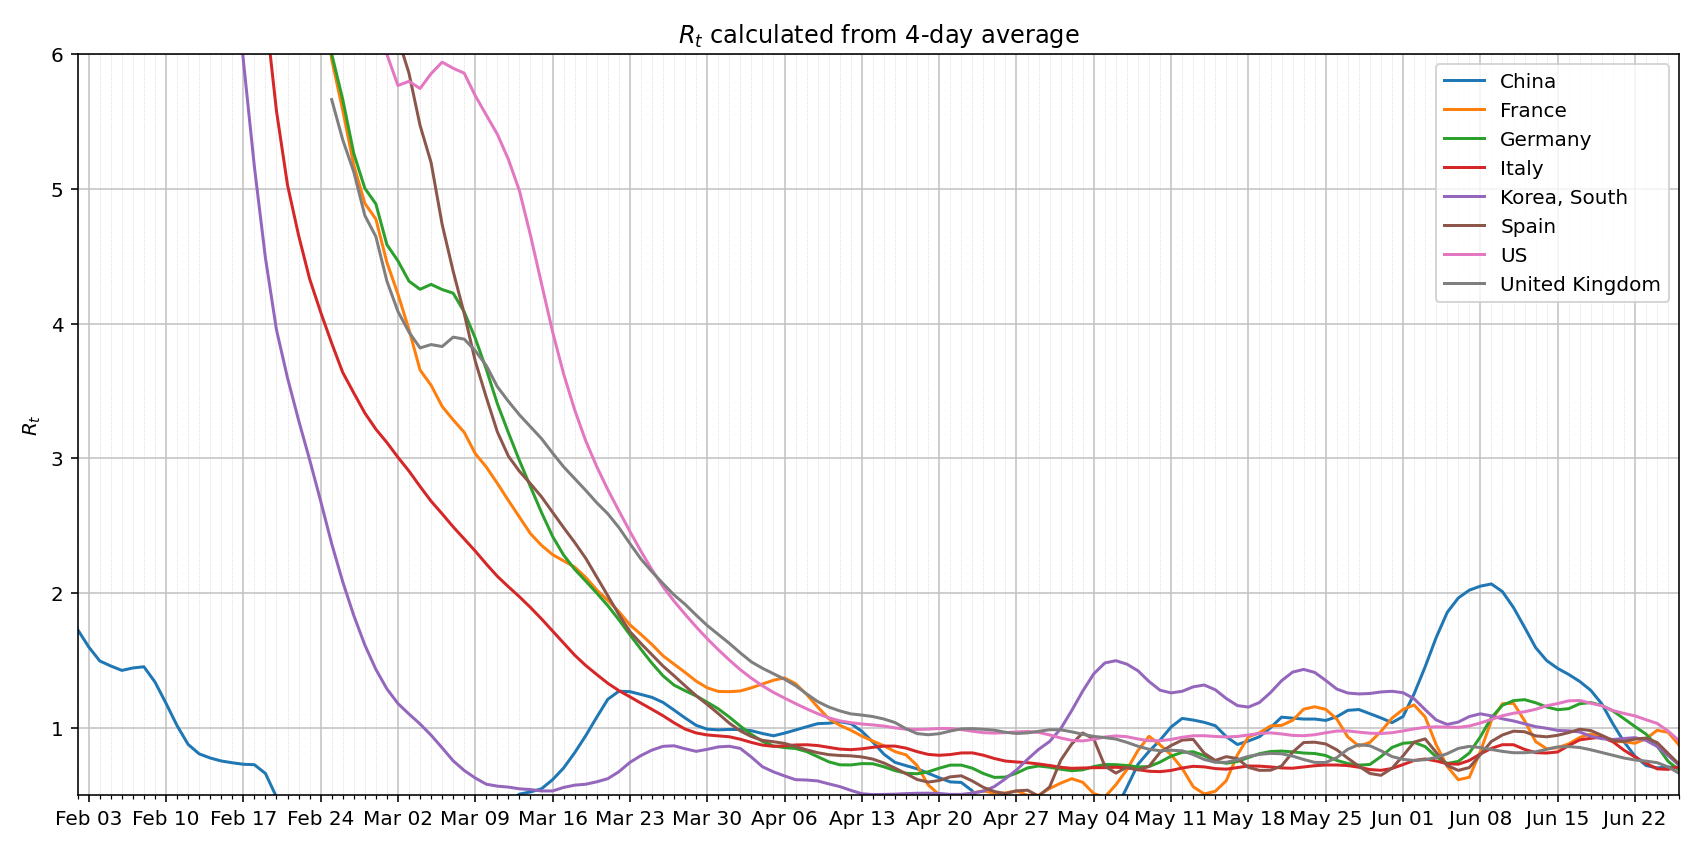 Rt calculated from 4-day average
Rt
6
5
4
3
2
1
China
France
Germany
Italy
Korea, South
Spain
US
United Kingdom
Feb 03 Feb 10 Feb 17 Feb 24 Mar 02 Mar 09 Mar 16 Mar 23 Mar 30 Apr 06 Apr 13 Apr 20 Apr 27 May 04 May 11 May 18 May 25 Jun 01 Jun 08 Jun 15 Jun 22